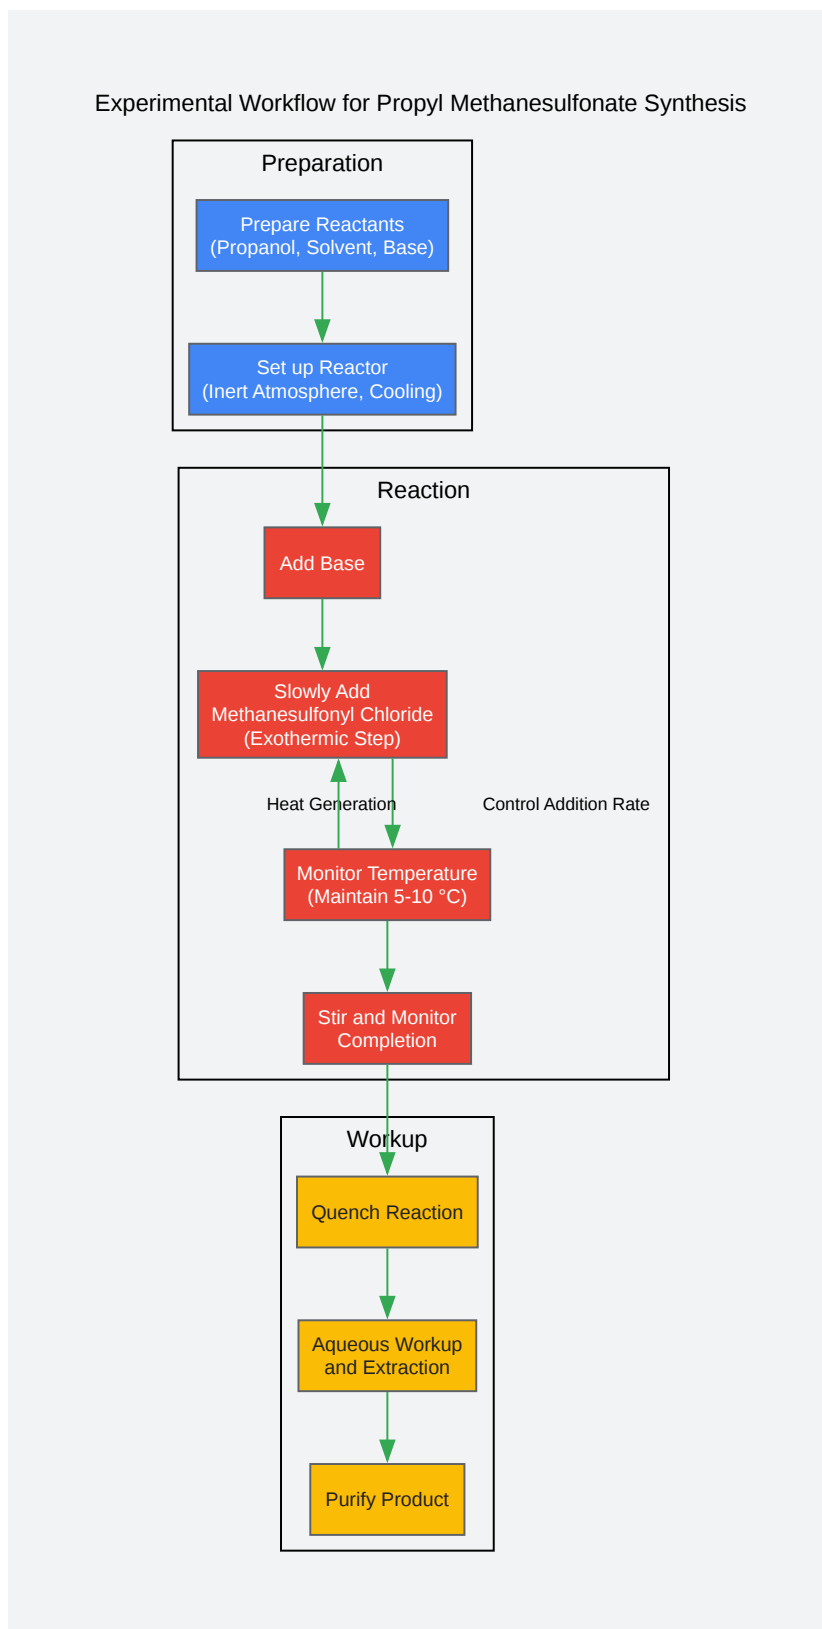 Experimental Workflow for Propyl Methanesulfonate Synthesis
Preparation
Prepare Reactants
(Propanol, Solvent, Base)
Set up Reactor
(Inert Atmosphere, Cooling)
Reaction
Add Base
Slowly Add
Methanesulfonyl Chloride
(Exothermic Step)
Heat Generation
Control Addition Rate
Monitor Temperature
(Maintain 5-10 °C)
Stir and Monitor
Completion
Workup
Quench Reaction
Aqueous Workup
and Extraction
Purify Product